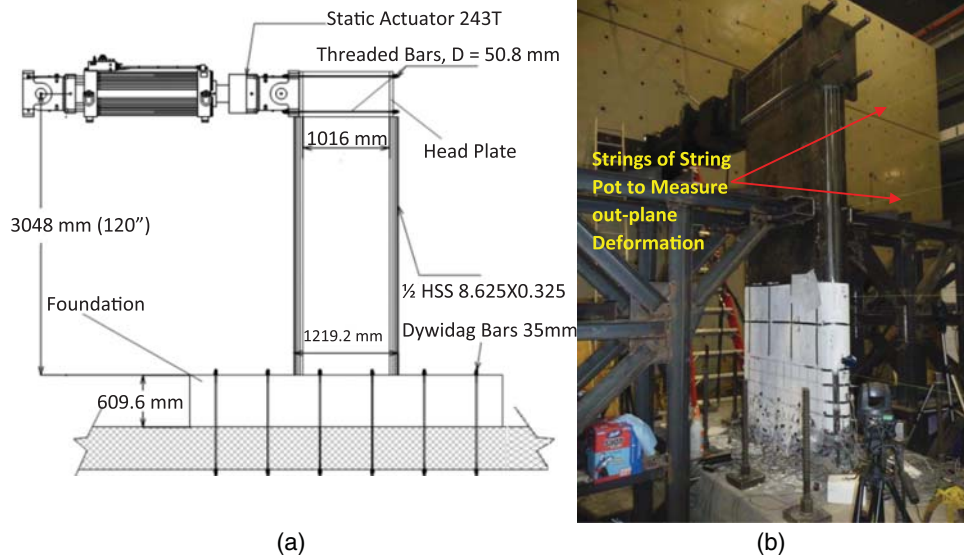 Static Actuator 243T
Threaded Bars, D = 50.8 mm
1016 mm
Head Plate
3048 mm (120”)
½ HSS 8.625X0.325
Foundation
1219.2 mm
Dywidag Bars 35mm
609.6 mm
(a)
Strings of String
Pot to Measure
out-plane
Deformation
(b)